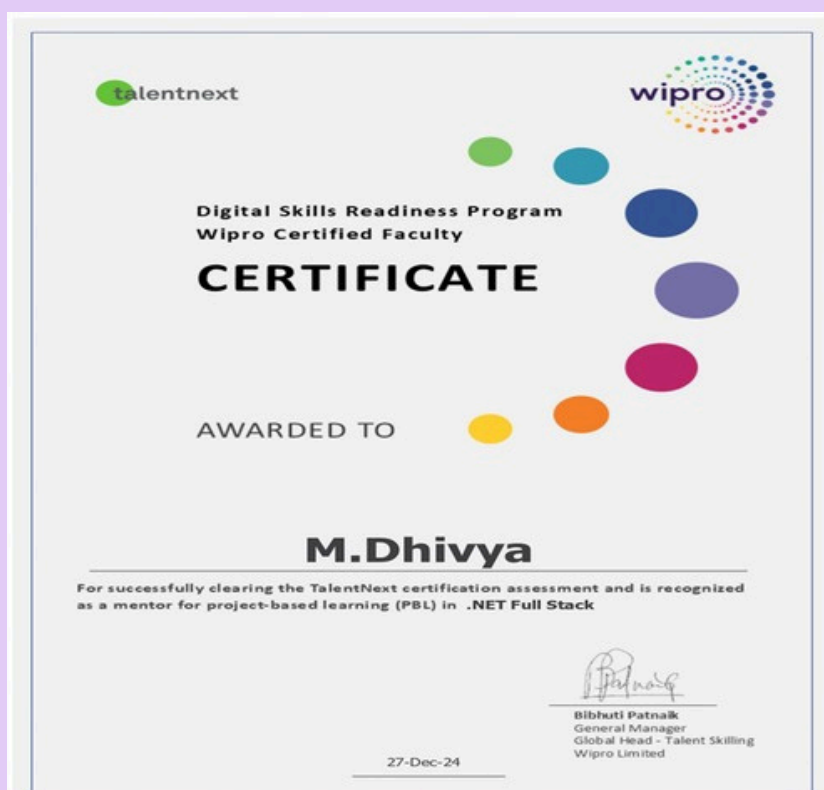 talentnext
wipro
Digital Skills Readiness Program
Wipro Certified Faculty
CERTIFICATE
AWARDED TO
M.Dhivya
For successfully clearing the TalentNext certification assessment and is recognized
as a mentor for project-based learning (PBL) in .NET Full Stack
Bibhuti Patnaik
General Manager
Global Head - Talent Skilling
Wipro Limited
27-Dec-24